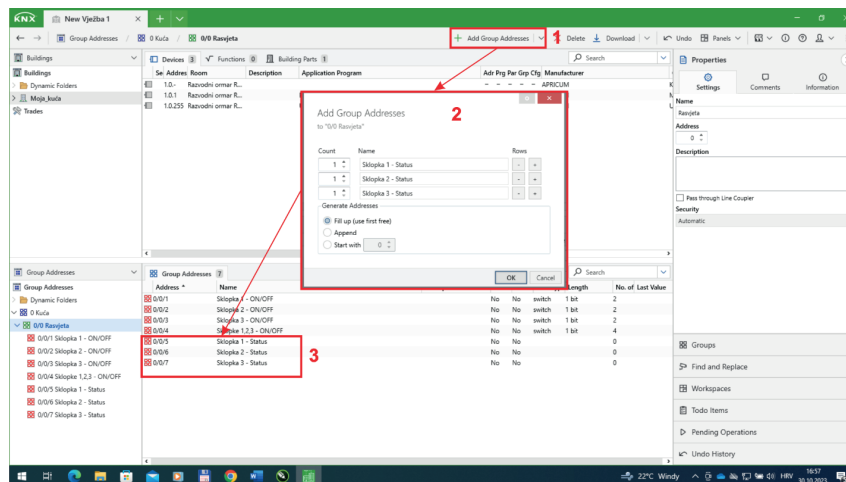 KNX New Vježba 1
Group Addresses / 0 Kuća / 0/0 Rasvjeta
Add Group Addresses Delete Download Undo Panels
1
Buildings
Devices 3 Functions 0 Building Parts 1 Search
Properties
Buildings
Dynamic Folders
Moja_kuća
Trades
Se Addres Room Description Application Program Adr Prg Par Grp Cfg Manufacturer
1.0.- Razvodni ormar R... - - - - - APRICUM
1.0.1 Razvodni ormar R...
1.0.255 Razvodni ormar R...
Settings Comments Information
Name
Rasvjeta
Address
0
Description
Pass through Line Coupler
Security
Automatic
Add Group Addresses
to "0/0 Rasvjeta"
2
Count Name Rows
1 Sklopka 1 - Status - +
1 Sklopka 2 - Status - +
1 Sklopka 3 - Status - +
Generate Addresses
Fill up (use first free)
Append
Start with 0
OK Cancel
Group Addresses
Group Addresses 7 Search
Group Addresses
Dynamic Folders
0 Kuća
0/0 Rasvjeta
0/0/1 Sklopka 1 - ON/OFF
0/0/2 Sklopka 2 - ON/OFF
0/0/3 Sklopka 3 - ON/OFF
0/0/4 Sklopke 1,2,3 - ON/OFF
0/0/5 Sklopka 1 - Status
0/0/6 Sklopka 2 - Status
0/0/7 Sklopka 3 - Status
Address Name Length No. of Last Value
0/0/1 Sklopka 1 - ON/OFF No No switch 1 bit 2
0/0/2 Sklopka 2 - ON/OFF No No switch 1 bit 2
0/0/3 Sklopka 3 - ON/OFF No No switch 1 bit 2
0/0/4 Sklopke 1,2,3 - ON/OFF No No switch 1 bit 4
0/0/5 Sklopka 1 - Status No No 0
0/0/6 Sklopka 2 - Status No No 0
0/0/7 Sklopka 3 - Status No No 0
3
Groups
Find and Replace
Workspaces
Todo Items
Pending Operations
Undo History
22°C Windy HRV 16:57
30.10.2023.